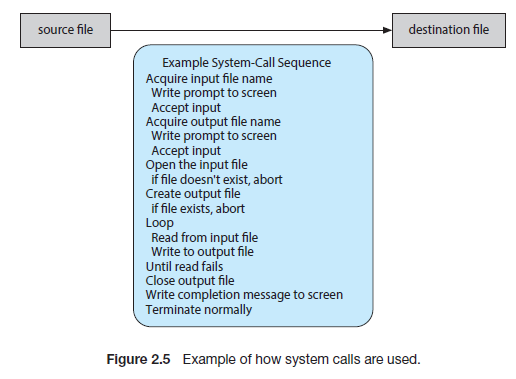 source file
destination file
Example System-Call Sequence
Acquire input file name
Write prompt to screen
Accept input
Acquire output file name
Write prompt to screen
Accept input
Open the input file
if file doesn't exist, abort
Create output file
if file exists, abort
Loop
Read from input file
Write to output file
Until read fails
Close output file
Write completion message to screen
Terminate normally
Figure 2.5 Example of how system calls are used.